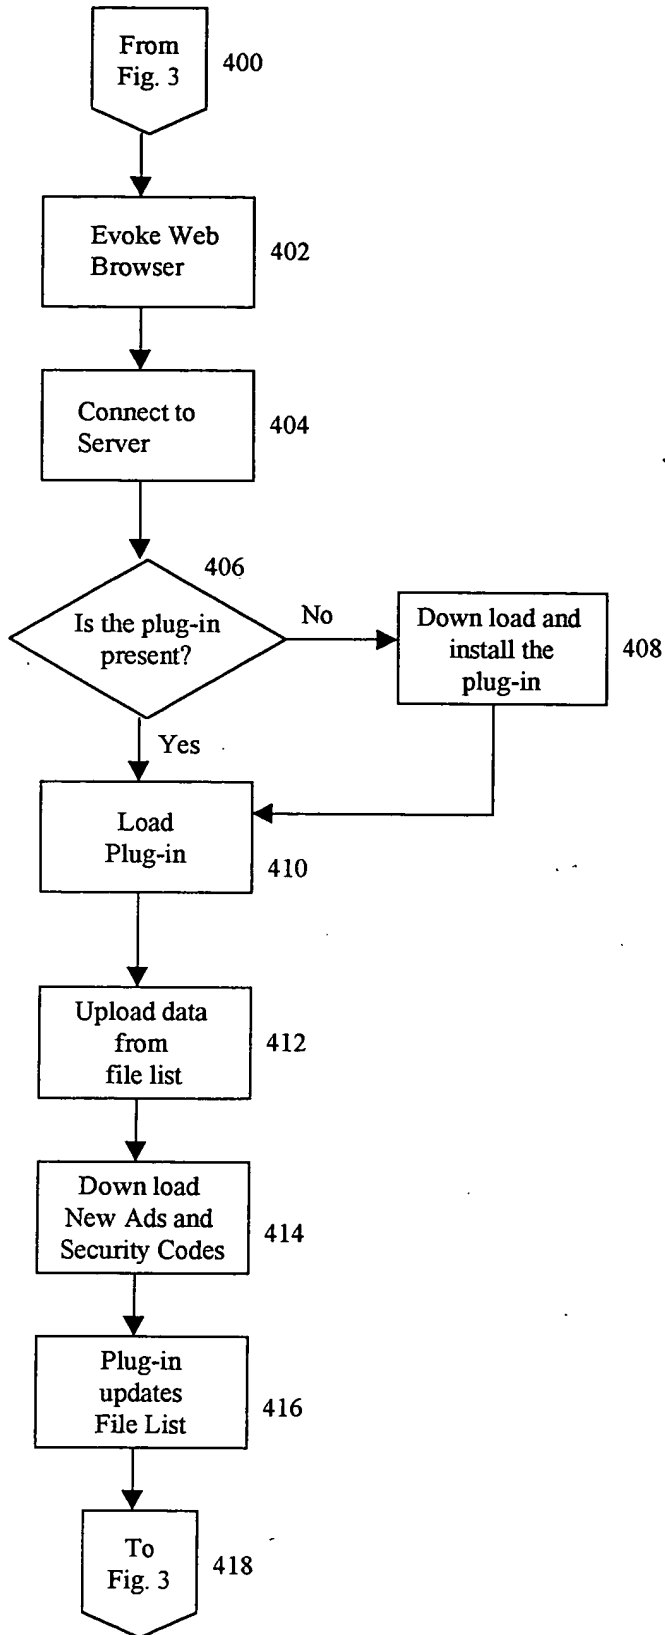 From
Fig. 3
400
Evoke Web
Browser
402
Connect to
Server
404
406
Is the plug-in
present?
No
Down load and
install the
plug-in
408
Yes
Load
Plug-in
410
Upload data
from
file list
412
Down load
New Ads and
Security Codes
414
Plug-in
updates
File List
416
To
Fig. 3
418